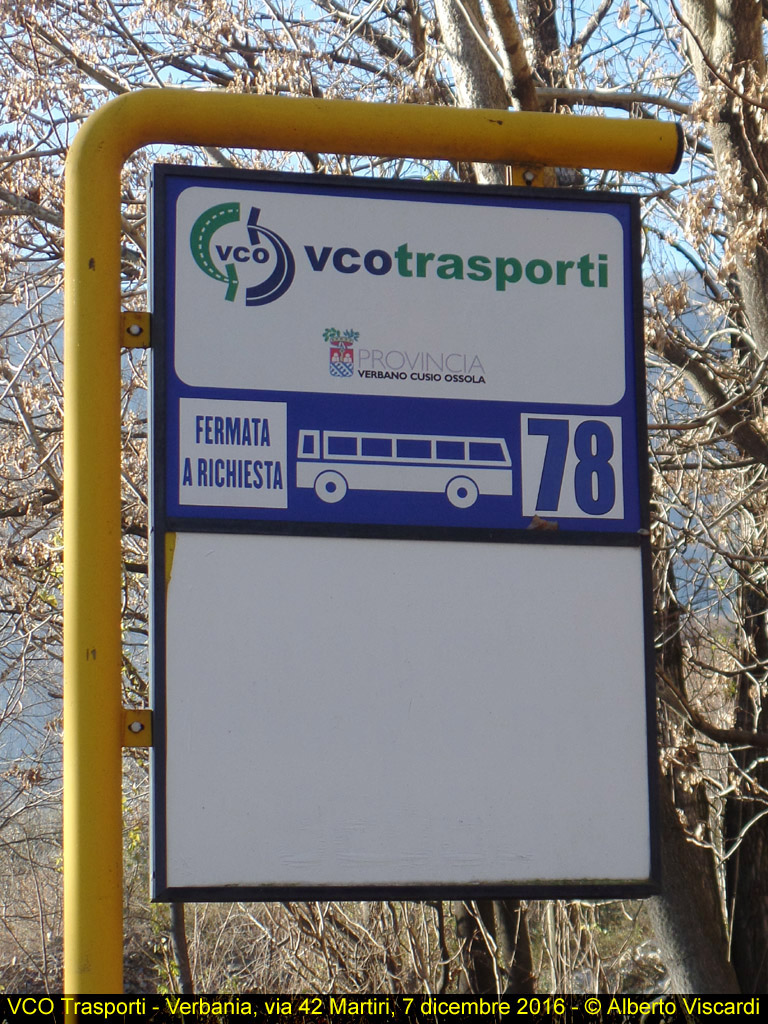 vco vcotrasporti
PROVINCIA
VERBANO CUSIO OSSOLA
FERMATA
A RICHIESTA
78
VCO Trasporti - Verbania, via 42 Martiri, 7 dicembre 2016 - © Alberto Viscardi